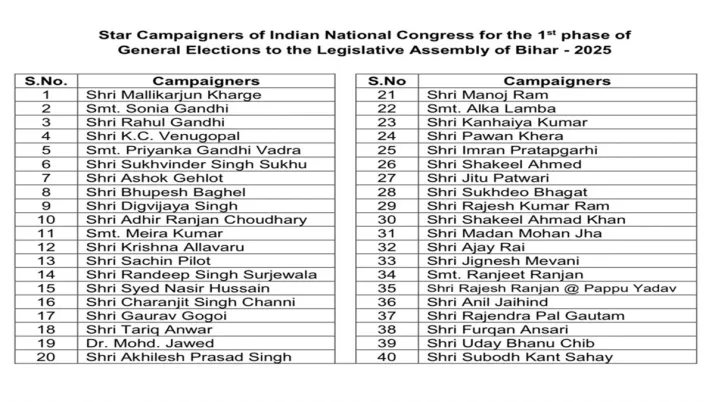 Star Campaigners of Indian National Congress for the 1st phase of
General Elections to the Legislative Assembly of Bihar - 2025
S.No. Campaigners
1 Shri Mallikarjun Kharge
2 Smt. Sonia Gandhi
3 Shri Rahul Gandhi
4 Shri K.C. Venugopal
5 Smt. Priyanka Gandhi Vadra
6 Shri Sukhvinder Singh Sukhu
7 Shri Ashok Gehlot
8 Shri Bhupesh Baghel
9 Shri Digvijaya Singh
10 Shri Adhir Ranjan Choudhary
11 Smt. Meira Kumar
12 Shri Krishna Allavaru
13 Shri Sachin Pilot
14 Shri Randeep Singh Surjewala
15 Shri Syed Nasir Hussain
16 Shri Charanjit Singh Channi
17 Shri Gaurav Gogoi
18 Shri Tariq Anwar
19 Dr. Mohd. Jawed
20 Shri Akhilesh Prasad Singh
S.No Campaigners
21 Shri Manoj Ram
22 Smt. Alka Lamba
23 Shri Kanhaiya Kumar
24 Shri Pawan Khera
25 Shri Imran Pratapgarhi
26 Shri Shakeel Ahmed
27 Shri Jitu Patwari
28 Shri Sukhdeo Bhagat
29 Shri Rajesh Kumar Ram
30 Shri Shakeel Ahmad Khan
31 Shri Madan Mohan Jha
32 Shri Ajay Rai
33 Shri Jignesh Mevani
34 Smt. Ranjeet Ranjan
35 Shri Rajesh Ranjan @ Pappu Yadav
36 Shri Anil Jaihind
37 Shri Rajendra Pal Gautam
38 Shri Furqan Ansari
39 Shri Uday Bhanu Chib
40 Shri Subodh Kant Sahay